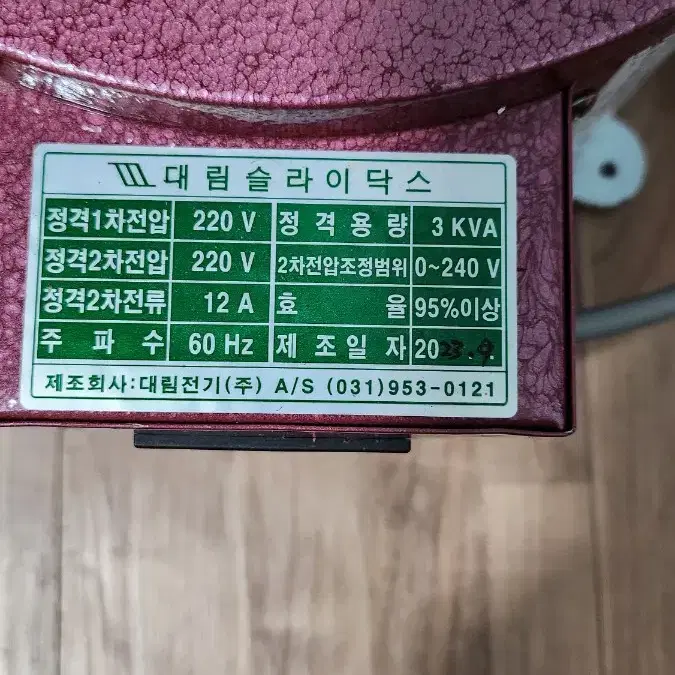 대림슬라이닥스
정격1차전압 220 V 정격용량 3 KVA
정격2차전압 220 V 2차전압조정범위 0~240 V
정격2차전류 12 A 효율 95%이상
주파수 60 Hz 제조일자 2023.9.
제조회사:대림전기(주) A/S (031)953-0121